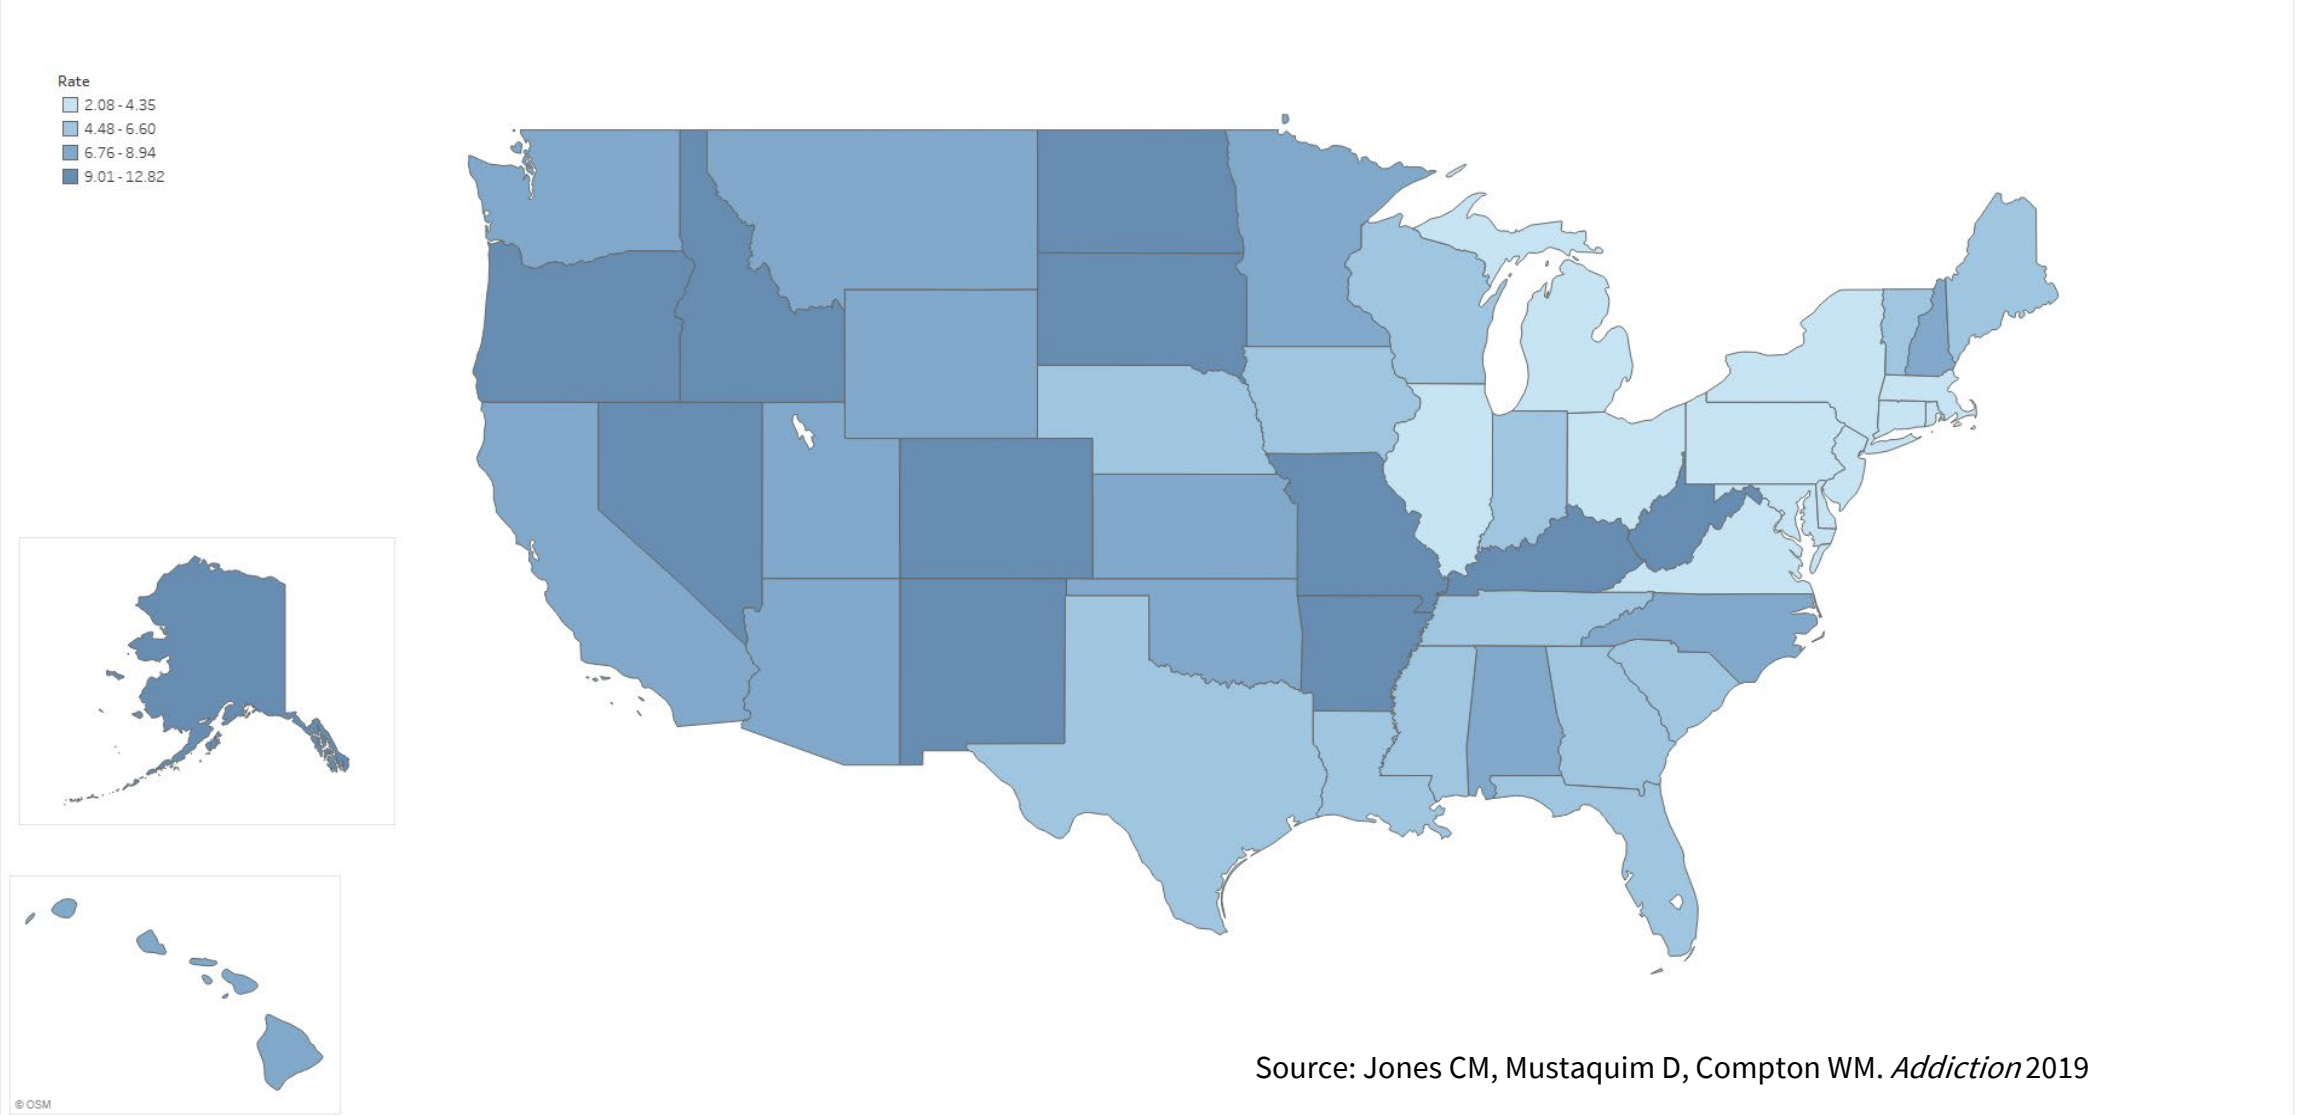 Rate
2.08 - 4.35
4.48 - 6.60
6.76 - 8.94
9.01 - 12.82
© OSM
Source: Jones CM, Mustaquim D, Compton WM. Addiction 2019